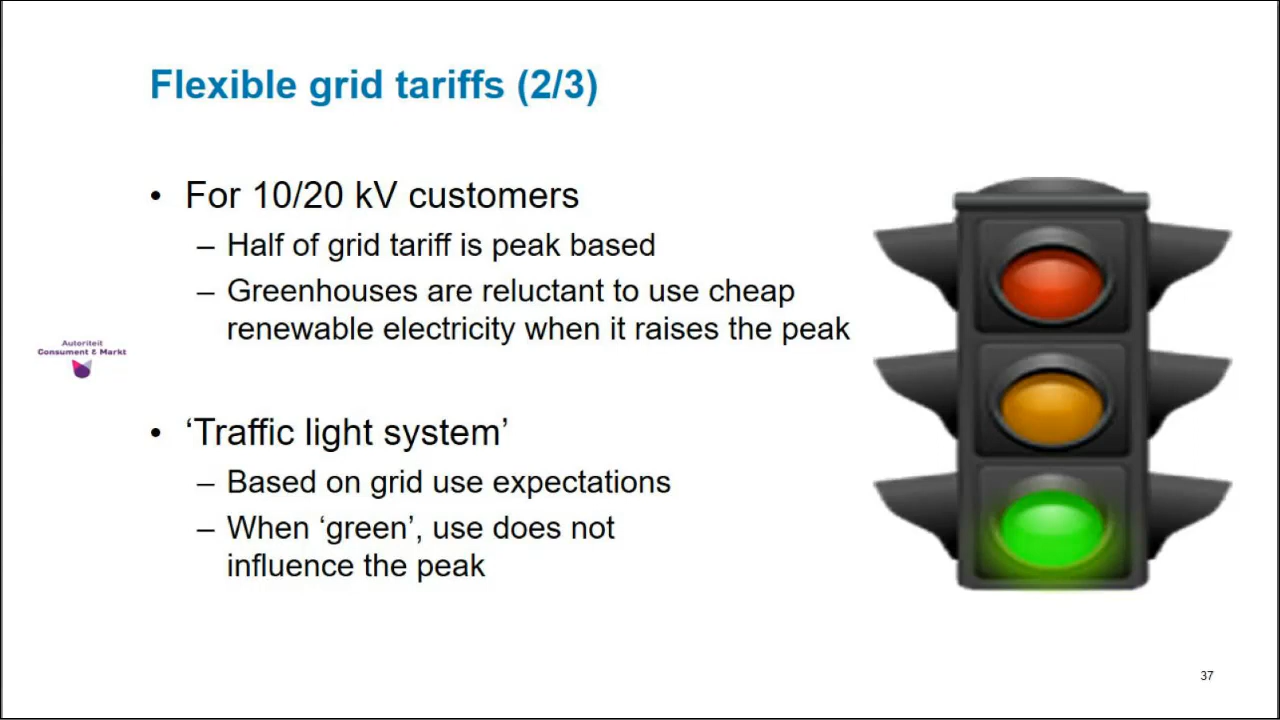 Flexible grid tariffs (2/3)
• For 10/20 kV customers
– Half of grid tariff is peak based
– Greenhouses are reluctant to use cheap
renewable electricity when it raises the peak
Autoriteit
Consument & Markt
• ‘Traffic light system’
– Based on grid use expectations
– When ‘green’, use does not
influence the peak
37